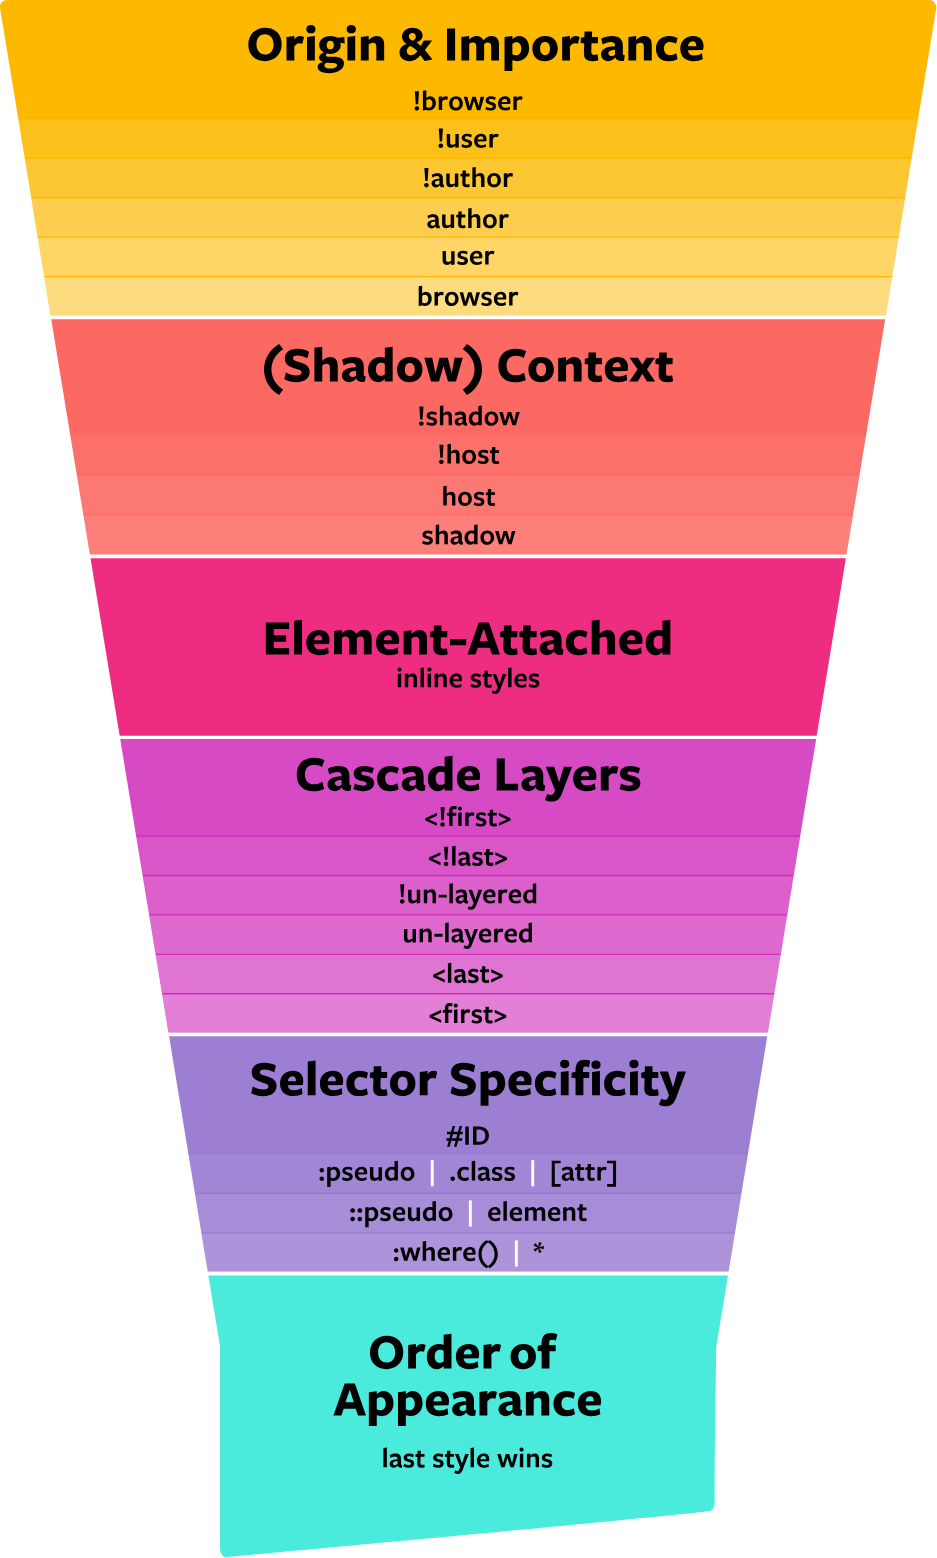 Origin & Importance
!browser
!user
!author
author
user
browser
(Shadow) Context
!shadow
!host
host
shadow
Element-Attached
inline styles
Cascade Layers
<!first>
<!last>
!un-layered
un-layered
<last>
<first>
Selector Specificity
#ID
:pseudo | .class | [attr]
::pseudo | element
:where() | *
Order of
Appearance
last style wins